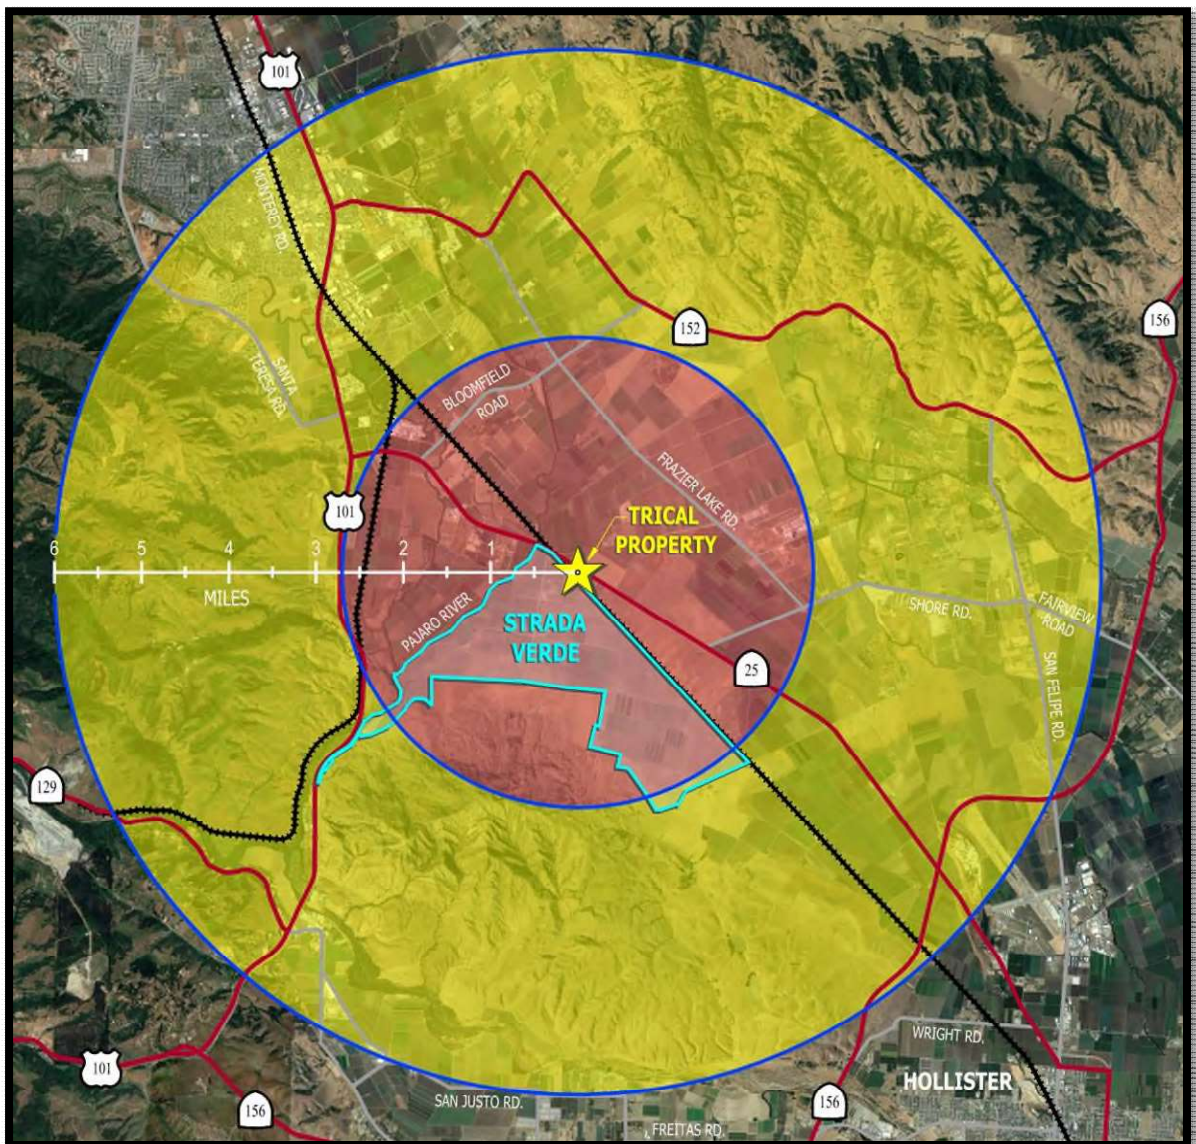 101
MONTEREY RD.
152
156
SANTA
TERESA RD.
BLOOMFIELD
ROAD
FRAZIER LAKE RD.
101
TRICAL
PROPERTY
6 5 4 3 2 1
MILES
PAJARO RIVER
STRADA
VERDE
SHORE RD.
FAIRVIEW
ROAD
SAN FELIPE RD.
25
129
WRIGHT RD.
101
HOLLISTER
156
SAN JUSTO RD.
156
FREITAS RD.